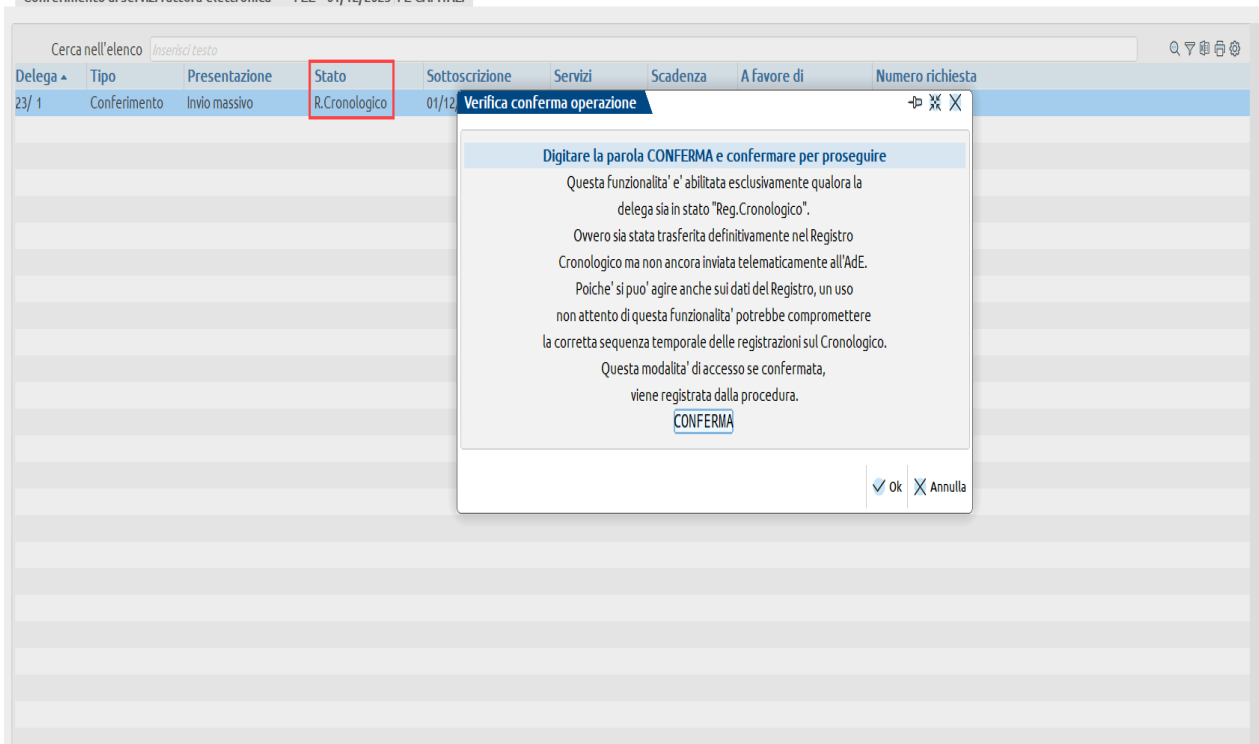 Cerca nell'elenco Inserisci testo
Delega Tipo Presentazione Stato Sottoscrizione Servizi Scadenza A favore di Numero richiesta
23/ 1 Conferimento Invio massivo R.Cronologico 01/12
Verifica conferma operazione
Digitare la parola CONFERMA e confermare per proseguire
Questa funzionalita' e' abilitata esclusivamente qualora la
delega sia in stato "Reg.Cronologico".
Ovvero sia stata trasferita definitivamente nel Registro
Cronologico ma non ancora inviata telematicamente all'AdE.
Poiche' si puo' agire anche sui dati del Registro, un uso
non attento di questa funzionalita' potrebbe compromettere
la corretta sequenza temporale delle registrazioni sul Cronologico.
Questa modalita' di accesso se confermata,
viene registrata dalla procedura.
CONFERMA
Ok Annulla